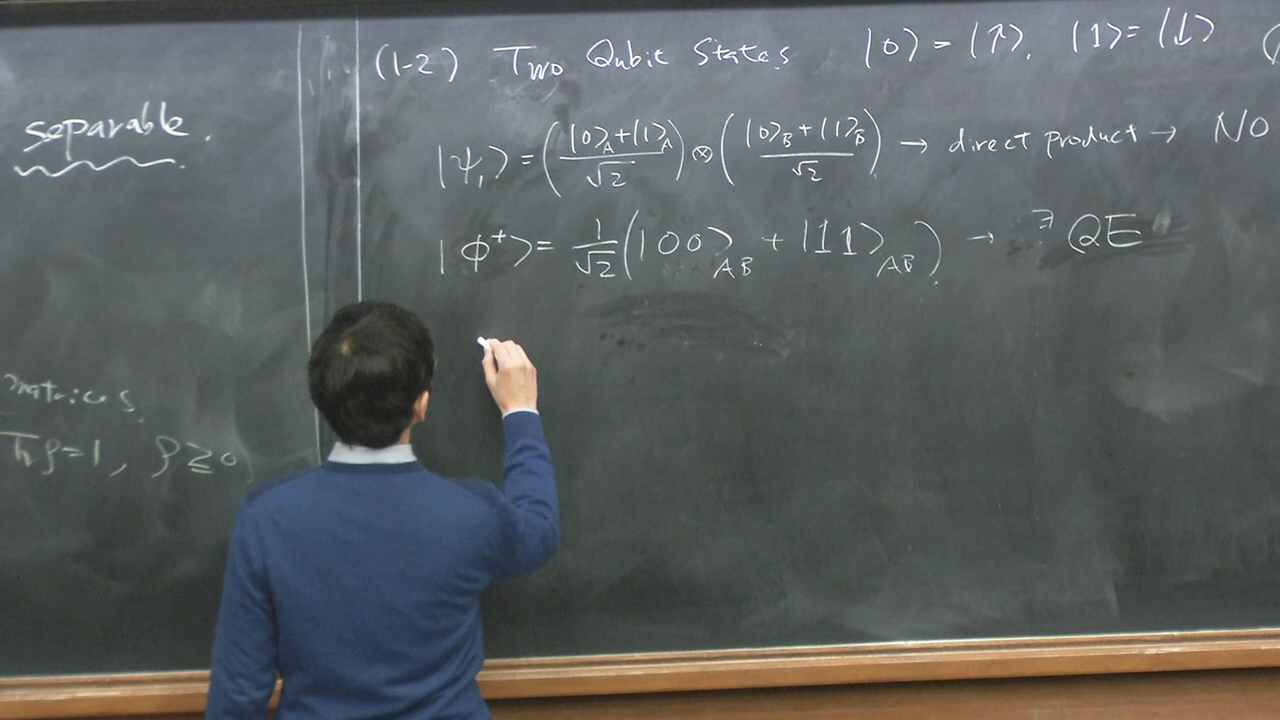 separable.
matrices.
Trρ=1, ρ≥0
(1-2) Two Qubit States |0⟩=|↑⟩, |1⟩=|↓⟩
|ψ₁⟩=((|0⟩_A+|1⟩_A)/√2)⊗((|0⟩_B+|1⟩_B)/√2) → direct product → NO
|ϕ⁺⟩= 1/√2(|00⟩_AB + |11⟩_AB) → ∃ QE